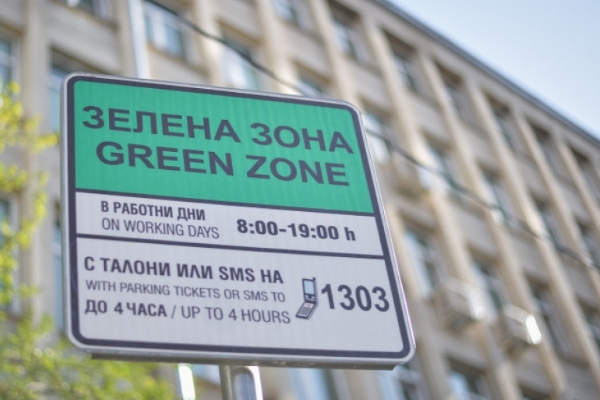 ЗЕЛЕНА ЗОНА
GREEN ZONE
В РАБОТНИ ДНИ
ON WORKING DAYS
8:00-19:00 h
С ТАЛОНИ ИЛИ SMS НА
WITH PARKING TICKETS OR SMS TO
1303
ДО 4 ЧАСА / UP TO 4 HOURS